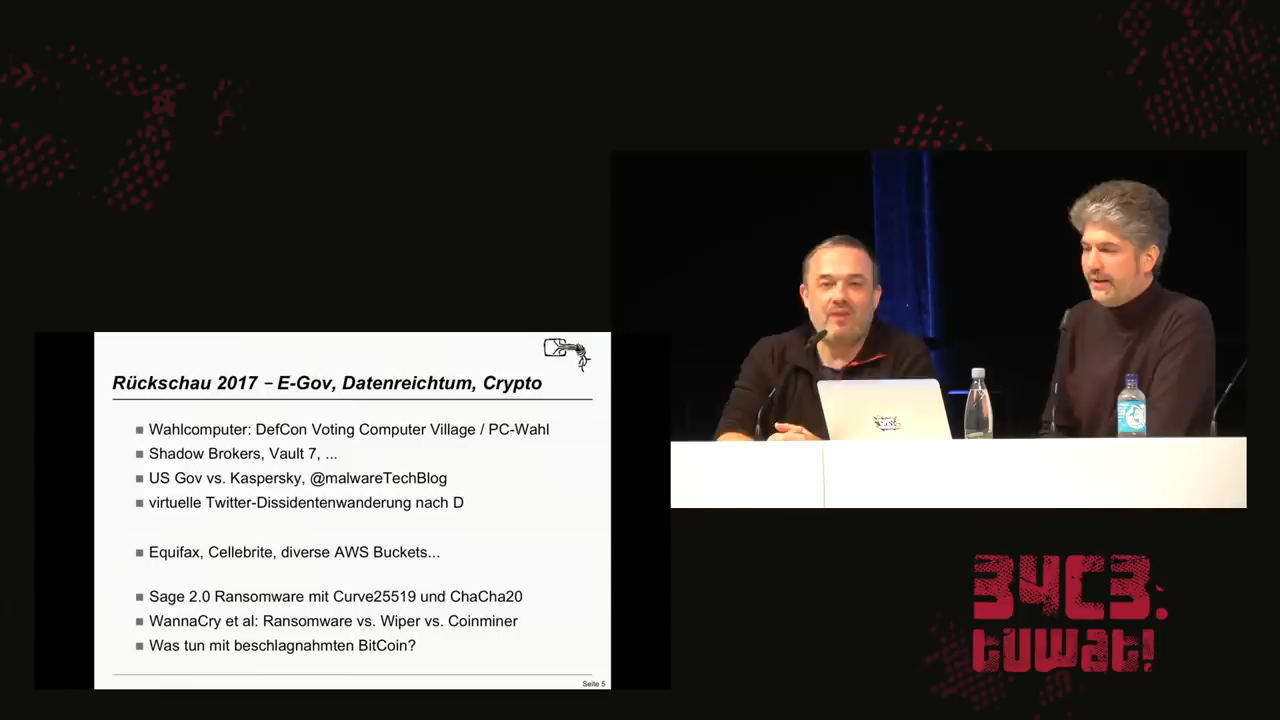 Rückschau 2017 – E-Gov, Datenreichtum, Crypto
Wahlcomputer: DefCon Voting Computer Village / PC-Wahl
Shadow Brokers, Vault 7, ...
US Gov vs. Kaspersky, @malwareTechBlog
virtuelle Twitter-Dissidentenwanderung nach D
Equifax, Cellebrite, diverse AWS Buckets...
Sage 2.0 Ransomware mit Curve25519 und ChaCha20
WannaCry et al: Ransomware vs. Wiper vs. Coinminer
Was tun mit beschlagnahmten BitCoin?
Seite 5
34C3.
tuwat!